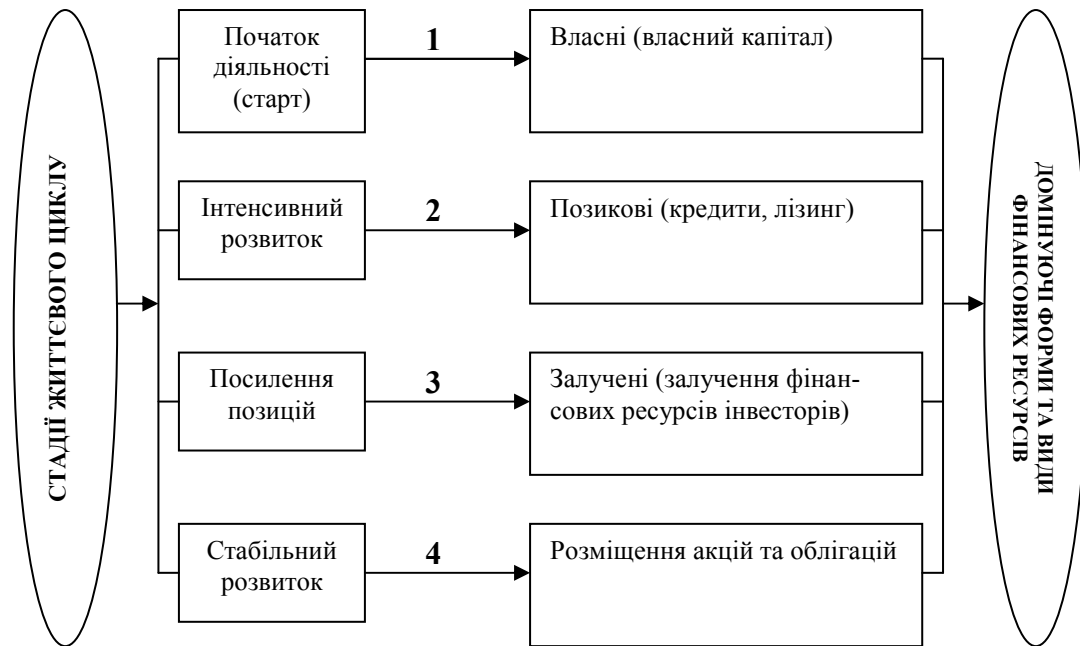 СТАДІЇ ЖИТТЄВОГО ЦИКЛУ
Початок
діяльності
(старт)
1
Власні (власний капітал)
Інтенсивний
розвиток
2
Позикові (кредити, лізинг)
Посилення
позицій
3
Залучені (залучення фінан-
сових ресурсів інвесторів)
Стабільний
розвиток
4
Розміщення акцій та облігацій
ДОМІНУЮЧІ ФОРМИ ТА ВИДИ
ФІНАНСОВИХ РЕСУРСІВ